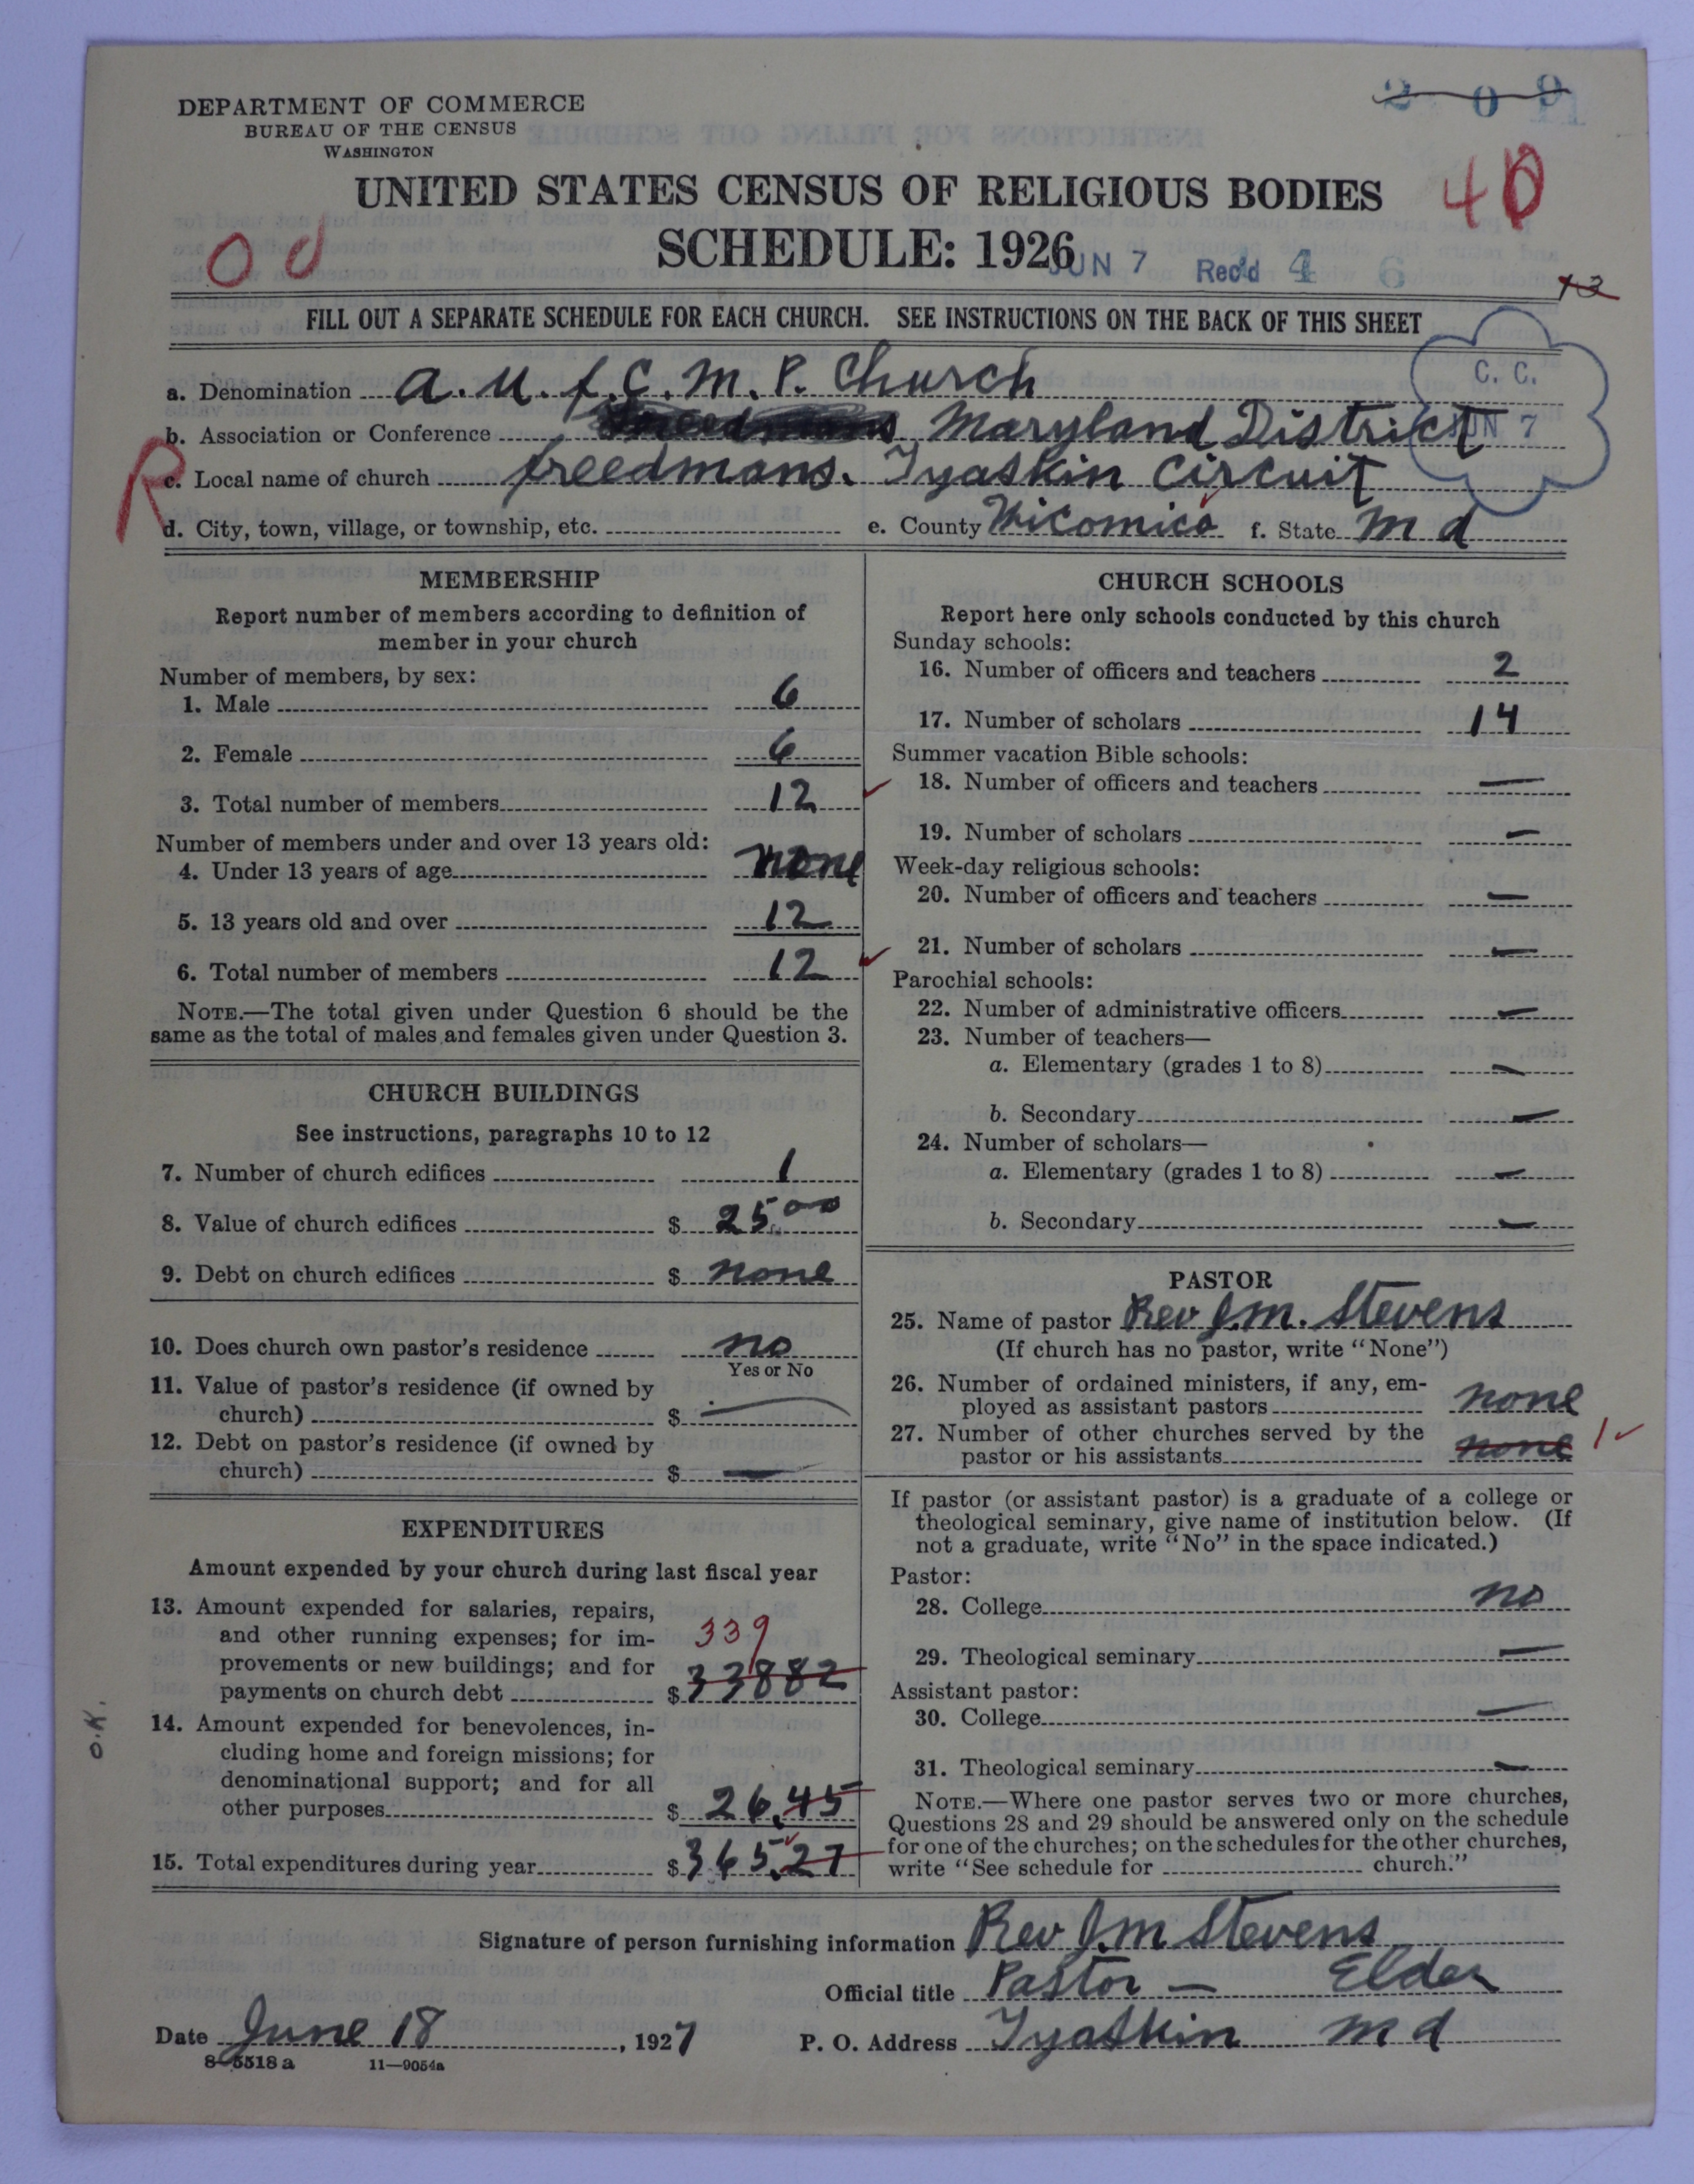 DEPARTMENT OF COMMERCE
BUREAU OF THE CENSUS
WASHINGTON
2 0 9
11
UNITED STATES CENSUS OF RELIGIOUS BODIES
40
SCHEDULE: 1926
JUN 7 Rec'd 4 6
13
FILL OUT A SEPARATE SCHEDULE FOR EACH CHURCH. SEE INSTRUCTIONS ON THE BACK OF THIS SHEET
C. C.
JUN 7
a. Denomination A. U. f. C. M. P. Church
b. Association or Conference Maryland District
R
c. Local name of church freedmans. Tyaskin Circuit
d. City, town, village, or township, etc. e. County Wicomico f. State Md
MEMBERSHIP
Report number of members according to definition of
member in your church
Number of members, by sex:
1. Male 6
2. Female 6
3. Total number of members 12
Number of members under and over 13 years old:
4. Under 13 years of age none
5. 13 years old and over 12
6. Total number of members 12
NOTE.—The total given under Question 6 should be the
same as the total of males and females given under Question 3.
CHURCH BUILDINGS
See instructions, paragraphs 10 to 12
7. Number of church edifices 1
8. Value of church edifices $ 2500
9. Debt on church edifices $ none
10. Does church own pastor's residence no
Yes or No
11. Value of pastor's residence (if owned by
church) $ —
12. Debt on pastor's residence (if owned by
church) $ —
EXPENDITURES
Amount expended by your church during last fiscal year
13. Amount expended for salaries, repairs,
and other running expenses; for im-
339
provements or new buildings; and for
payments on church debt $ 33882
14. Amount expended for benevolences, in-
cluding home and foreign missions; for
denominational support; and for all
other purposes $ 26.45
O.K.
15. Total expenditures during year $ 365.27
CHURCH SCHOOLS
Report here only schools conducted by this church
Sunday schools:
16. Number of officers and teachers 2
17. Number of scholars 14
Summer vacation Bible schools:
18. Number of officers and teachers —
19. Number of scholars —
Week-day religious schools:
20. Number of officers and teachers —
21. Number of scholars —
Parochial schools:
22. Number of administrative officers —
23. Number of teachers—
a. Elementary (grades 1 to 8) —
b. Secondary —
24. Number of scholars—
a. Elementary (grades 1 to 8) —
b. Secondary —
PASTOR
25. Name of pastor Rev J.M. Stevens
(If church has no pastor, write "None")
26. Number of ordained ministers, if any, em-
ployed as assistant pastors none
27. Number of other churches served by the
pastor or his assistants none 1
If pastor (or assistant pastor) is a graduate of a college or
theological seminary, give name of institution below. (If
not a graduate, write "No" in the space indicated.)
Pastor:
28. College no
29. Theological seminary —
Assistant pastor:
30. College —
31. Theological seminary —
NOTE.—Where one pastor serves two or more churches,
Questions 28 and 29 should be answered only on the schedule
for one of the churches; on the schedules for the other churches,
write "See schedule for church."
Signature of person furnishing information Rev J.M Stevens
Official title Pastor — Elder
Date June 18, 1927 P. O. Address Tyaskin Md
8-5518 a 11—9054a